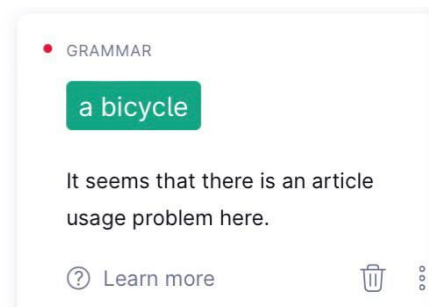 GRAMMAR
a bicycle
It seems that there is an article
usage problem here.
Learn more